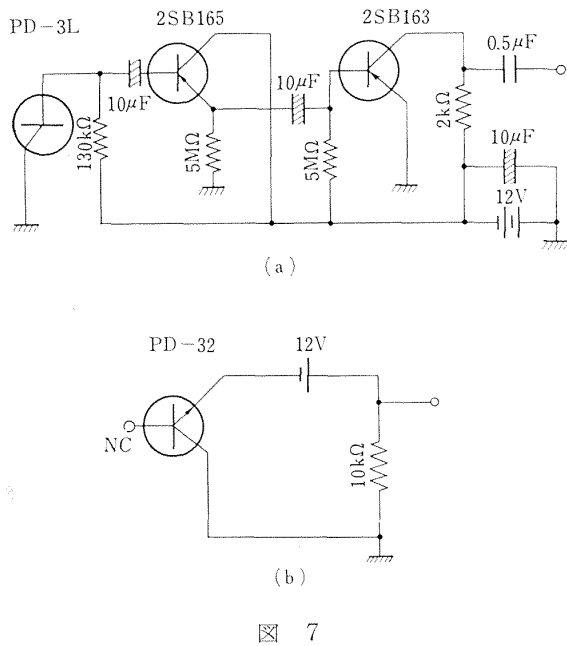 PD-3L
2SB165
2SB163
10μF
130kΩ
5MΩ
10μF
5MΩ
2kΩ
0.5μF
10μF
12V
(a)
PD-32
12V
NC
10kΩ
(b)
図 7